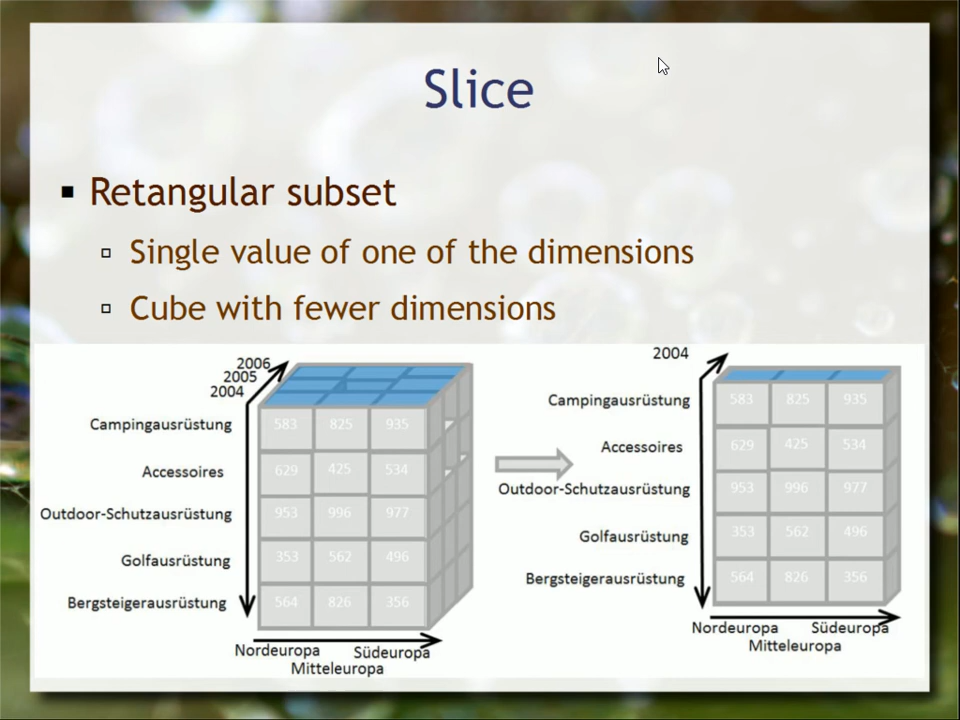 Slice
Retangular subset
Single value of one of the dimensions
Cube with fewer dimensions
2006
2005
2004
Campingausrüstung 583 825 935
Accessoires 629 425 534
Outdoor-Schutzausrüstung 953 996 977
Golfausrüstung 353 562 496
Bergsteigerausrüstung 564 826 356
Nordeuropa Südeuropa
Mitteleuropa
2004
Campingausrüstung 583 825 935
Accessoires 629 425 534
Outdoor-Schutzausrüstung 953 996 977
Golfausrüstung 353 562 496
Bergsteigerausrüstung 564 826 356
Nordeuropa Südeuropa
Mitteleuropa